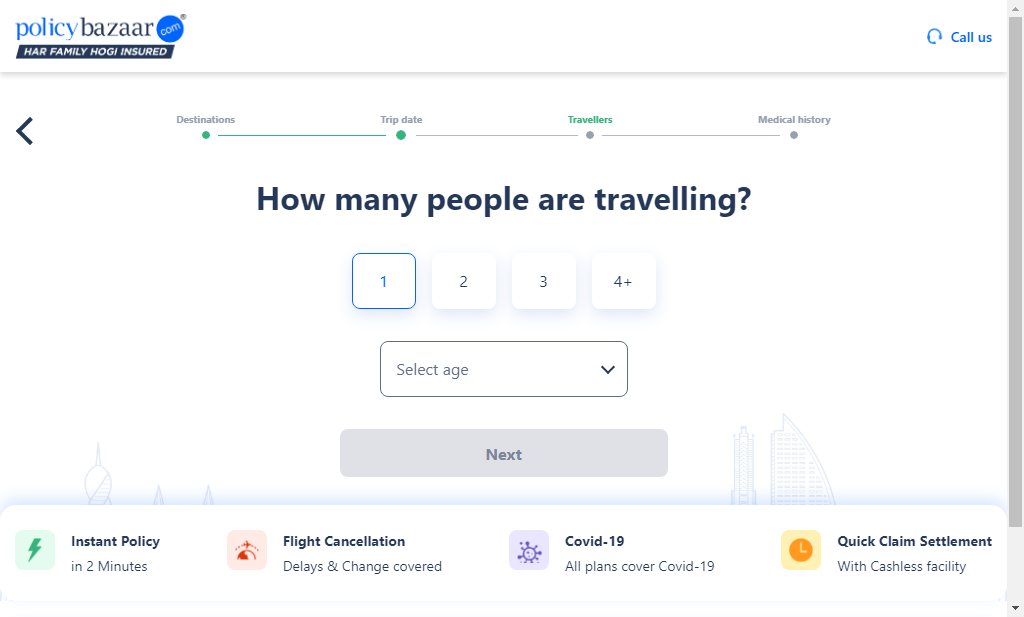 policybazaar.com®
HAR FAMILY HOGI INSURED
Call us
Destinations
Trip date
Travellers
Medical history
How many people are travelling?
1
2
3
4+
Select age
Next
Instant Policy
in 2 Minutes
Flight Cancellation
Delays & Change covered
Covid-19
All plans cover Covid-19
Quick Claim Settlement
With Cashless facility